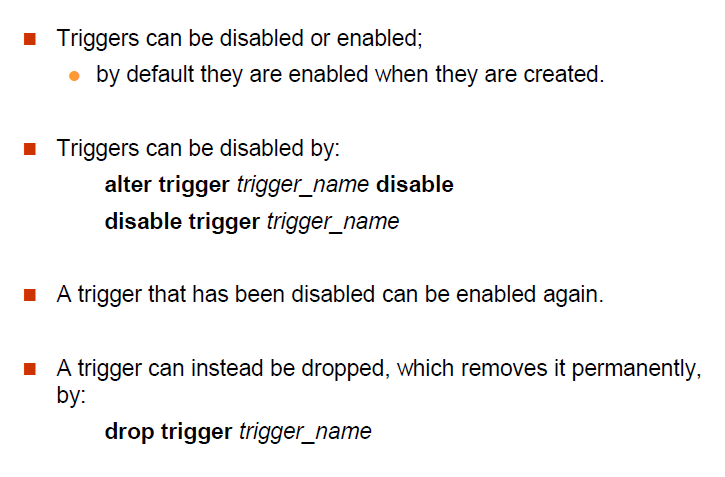 Triggers can be disabled or enabled;
by default they are enabled when they are created.
Triggers can be disabled by:
alter trigger trigger_name disable
disable trigger trigger_name
A trigger that has been disabled can be enabled again.
A trigger can instead be dropped, which removes it permanently,
by:
drop trigger trigger_name